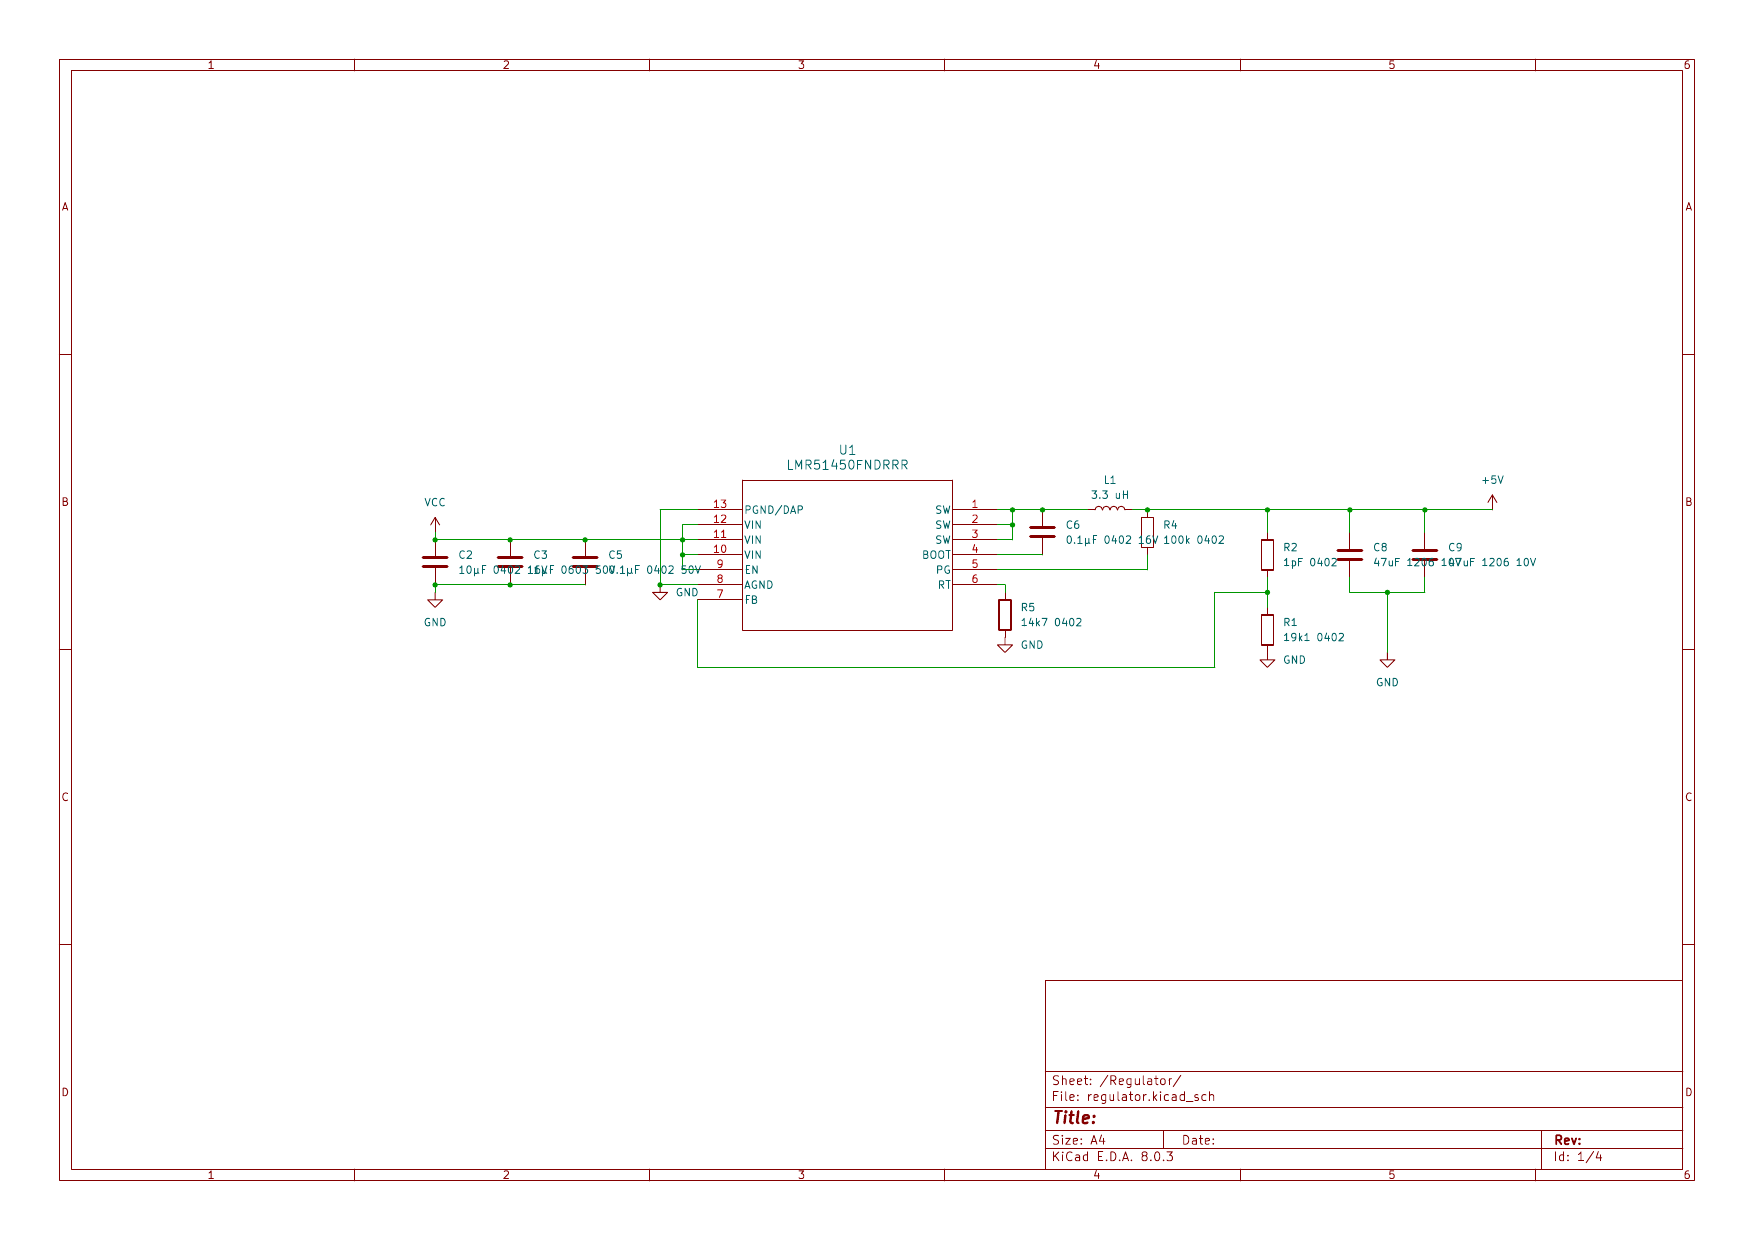 1 2 3 4 5 6
A A
U1
LMR51450FNDRRR
L1
3.3 uH
+5V
B B
VCC
13 PGND/DAP SW 1
12 VIN SW 2
11 VIN SW 3
10 VIN BOOT 4
9 EN PG 5
8 AGND RT 6
7 FB
C2
10µF 0402 16V
C3
1µF 0603 50V
C5
0.1µF 0402 50V
GND
GND
C6
0.1µF 0402 16V
R4
100k 0402
R2
1pF 0402
C8
47uF 1206 10V
C9
47uF 1206 10V
R5
14k7 0402
GND
R1
19k1 0402
GND
GND
C C
D D
Sheet: /Regulator/
File: regulator.kicad_sch
Title:
Size: A4 Date: Rev:
KiCad E.D.A. 8.0.3 Id: 1/4
1 2 3 4 5 6